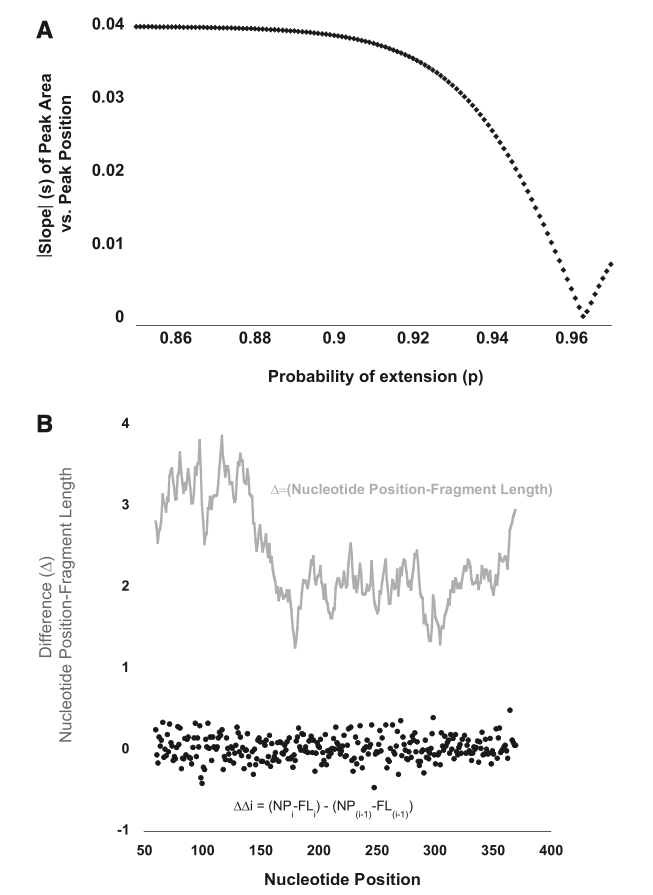 A
|Slope| (s) of Peak Area
vs. Peak Position
0.04
0.03
0.02
0.01
0
0.86 0.88 0.9 0.92 0.94 0.96
Probability of extension (p)
B
Difference (Δ)
Nucleotide Position-Fragment Length
4
3
2
1
0
-1
Δ=(Nucleotide Position-Fragment Length)
ΔΔi = (NPi-FLi) - (NP(i-1)-FL(i-1))
50 100 150 200 250 300 350 400
Nucleotide Position